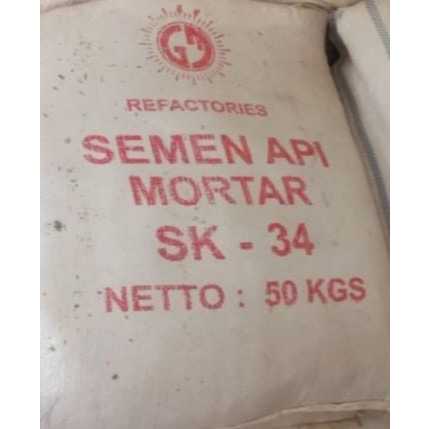 REFACTORIES
SEMEN API
MORTAR
SK - 34
NETTO : 50 KGS